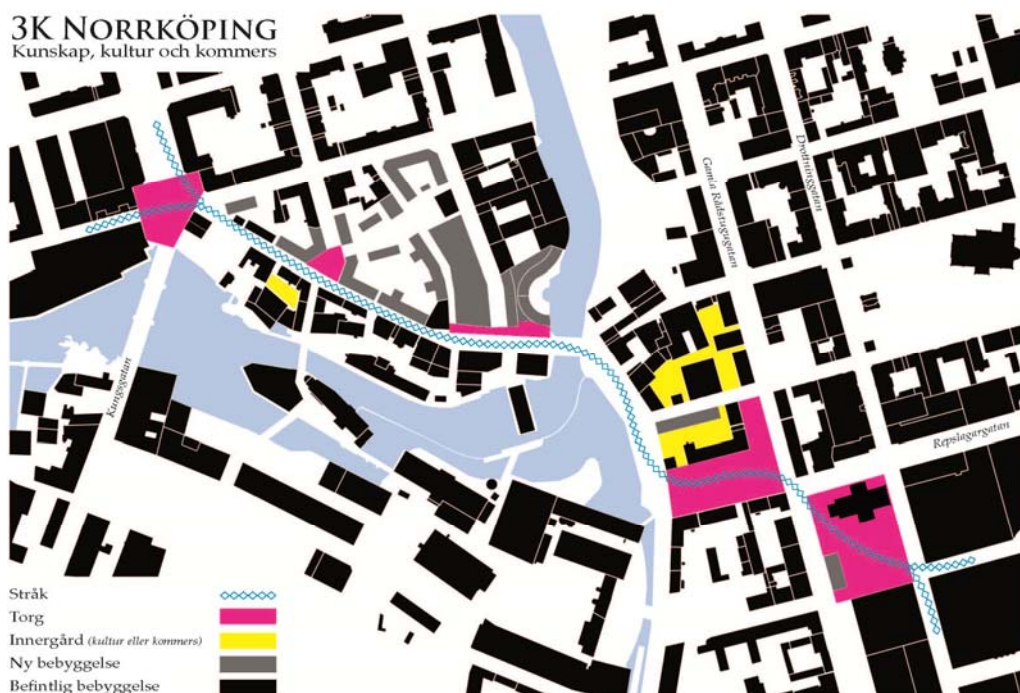 3K NORRKÖPING
Kunskap, kultur och kommers
Drottninggatan
Gamla Rådstugugatan
Kungsgatan
Repslagargatan
Stråk
Torg
Innergård (kultur eller kommers)
Ny bebyggelse
Befintlig bebyggelse